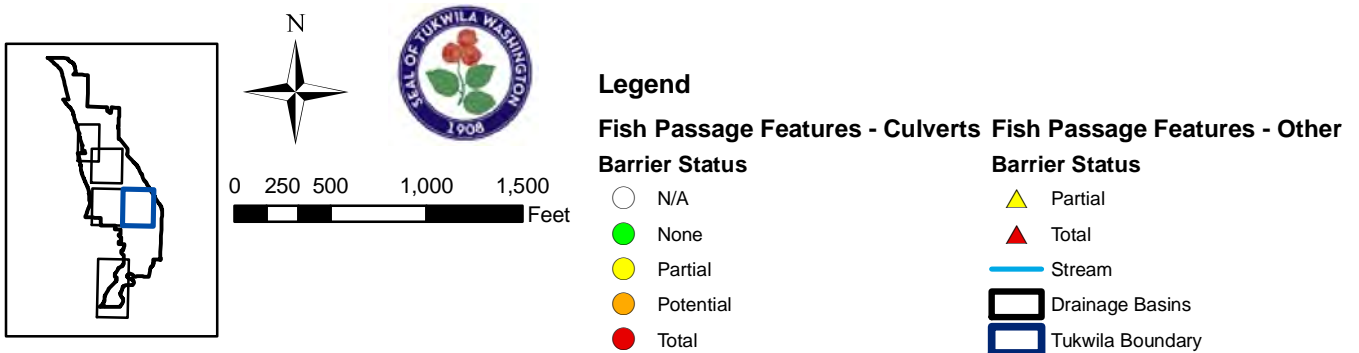 N
SEAL OF TUKWILA WASHINGTON
1908
0 250 500 1,000 1,500
Feet
Legend
Fish Passage Features - Culverts
Barrier Status
N/A
None
Partial
Potential
Total
Fish Passage Features - Other
Barrier Status
Partial
Total
Stream
Drainage Basins
Tukwila Boundary